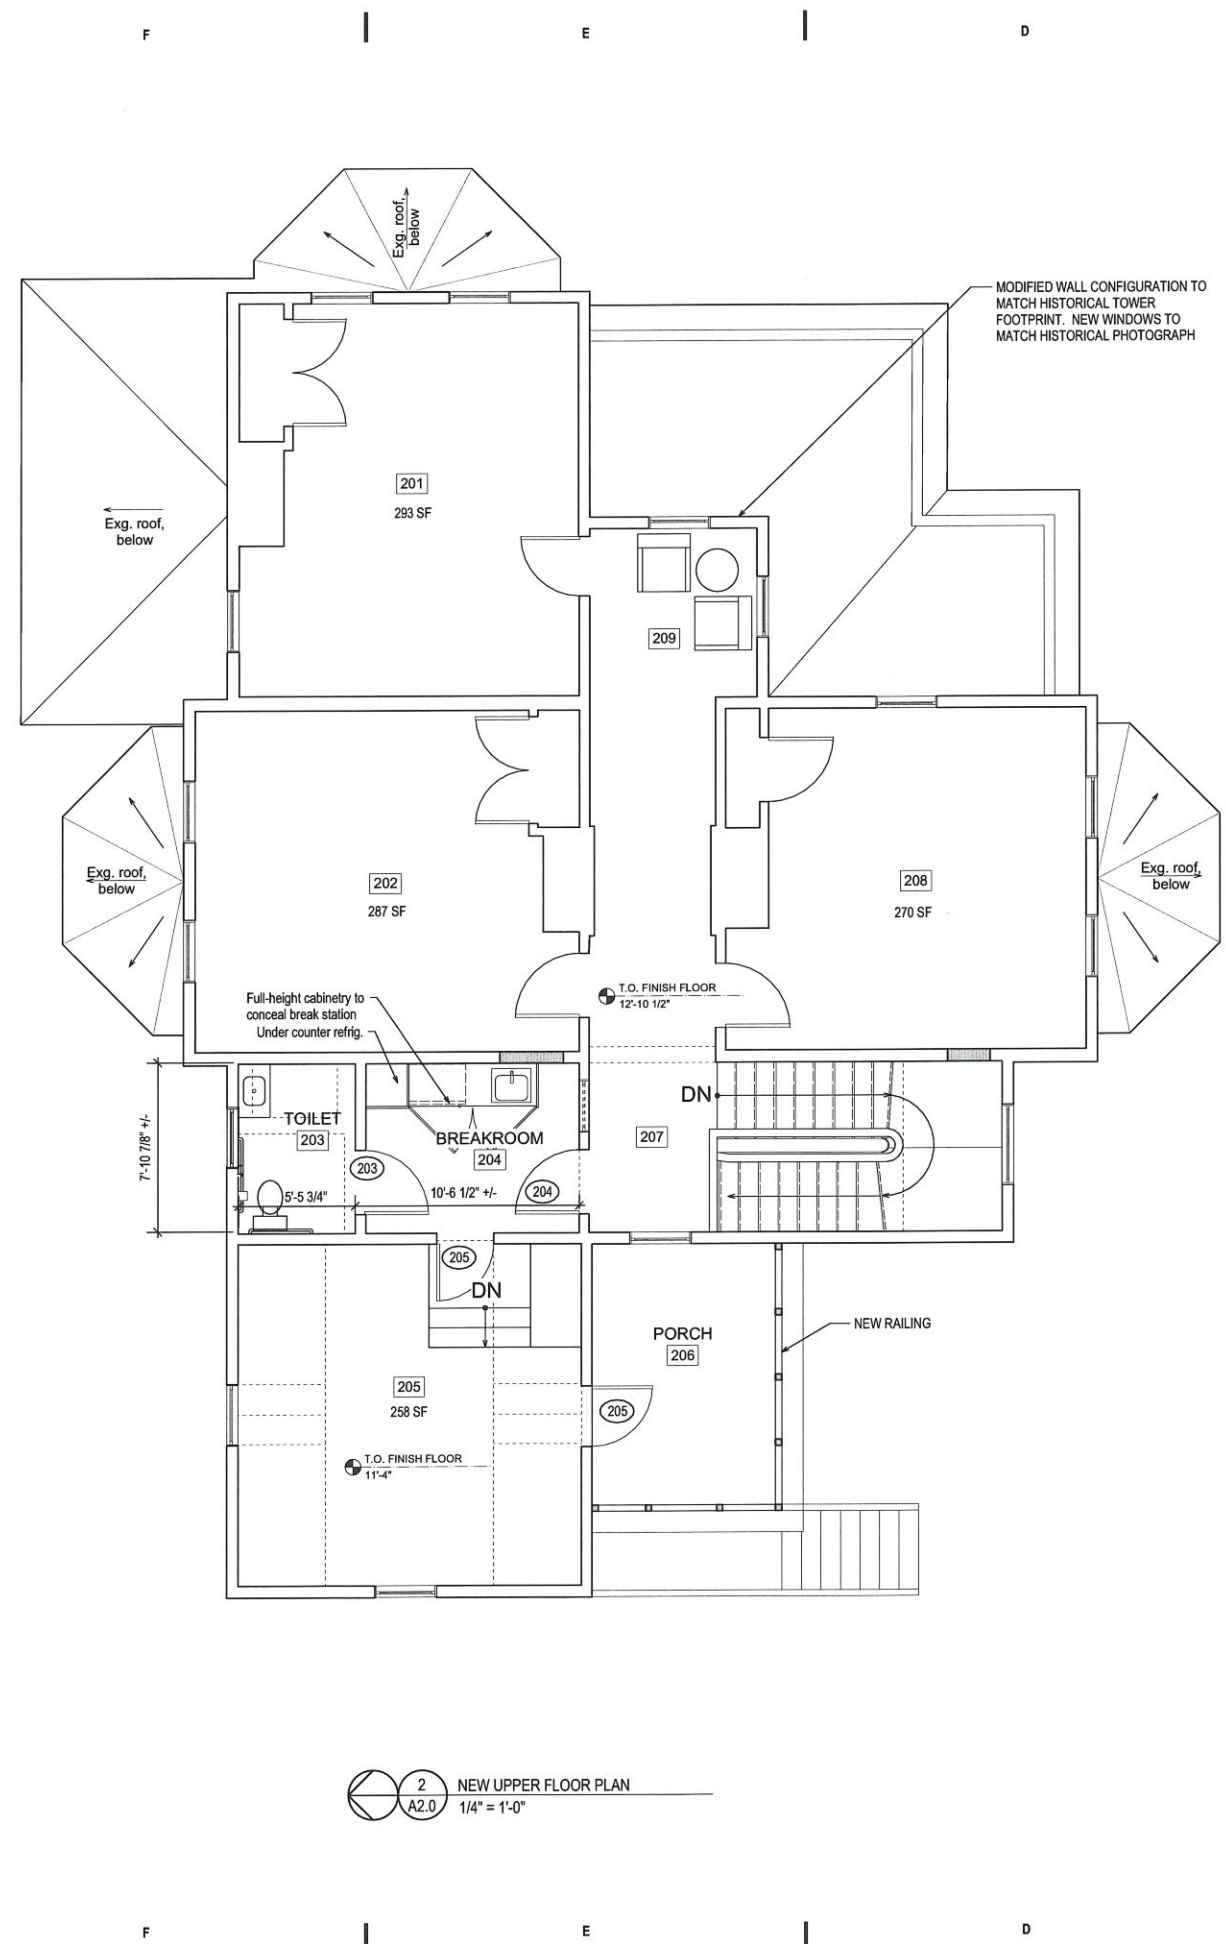 F E D
Exg. roof,
below
MODIFIED WALL CONFIGURATION TO
MATCH HISTORICAL TOWER
FOOTPRINT. NEW WINDOWS TO
MATCH HISTORICAL PHOTOGRAPH
201
293 SF
Exg. roof,
below
209
202
287 SF
208
270 SF
Exg. roof,
below
Exg. roof,
below
T.O. FINISH FLOOR
12'-10 1/2"
Full-height cabinetry to
conceal break station
Under counter refrig.
DN
TOILET
203
BREAKROOM
204
207
203
204
7'-10 7/8" +/-
5'-5 3/4"
10'-6 1/2" +/-
205
DN
PORCH
206
NEW RAILING
205
258 SF
205
T.O. FINISH FLOOR
11'-4"
2
A2.0
NEW UPPER FLOOR PLAN
1/4" = 1'-0"
F E D